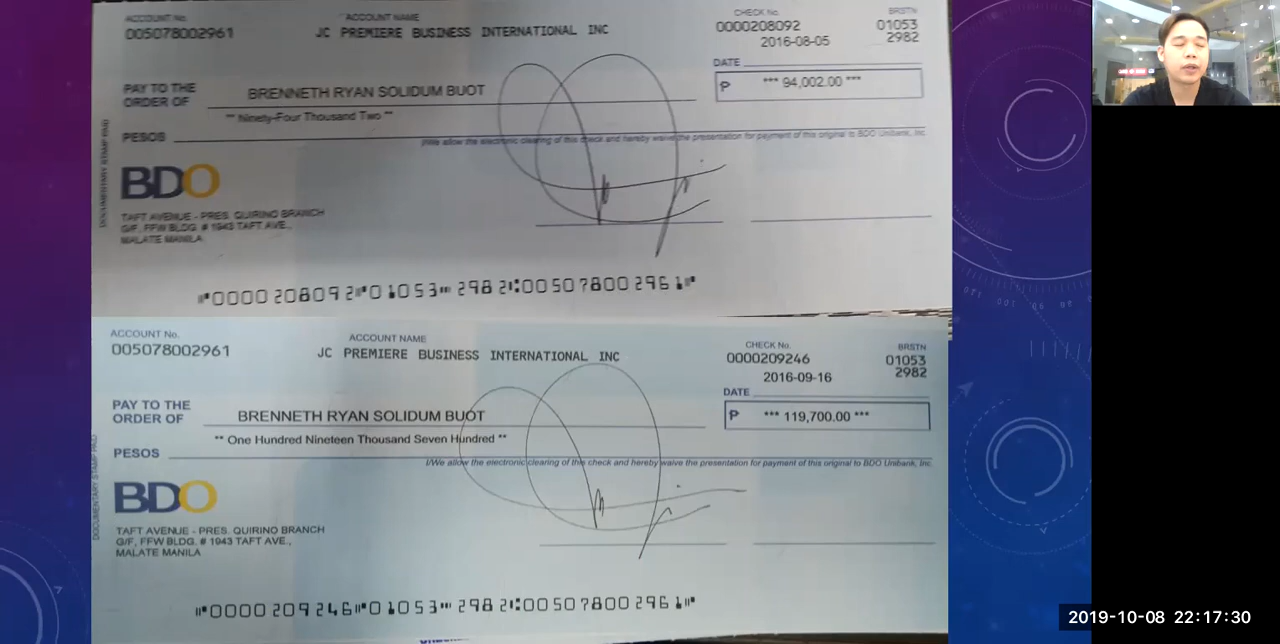 ACCOUNT No.
005078002961
ACCOUNT NAME
JC PREMIERE BUSINESS INTERNATIONAL INC
CHECK No.
0000208092
2016-08-05
BRSTN
01053
2982
DATE
PAY TO THE
ORDER OF
BRENNETH RYAN SOLIDUM BUOT
P *** 94,002.00 ***
** Ninety-Four Thousand Two **
PESOS
I/We allow the electronic clearing of this check and hereby waive the presentation for payment of this original to BDO Unibank, Inc.
DOCUMENTARY STAMP PAID
BDO
TAFT AVENUE - PRES. QUIRINO BRANCH
G/F, FFW BLDG. # 1943 TAFT AVE.,
MALATE MANILA
⑈0000208092⑈01053⑉2982⑆005078002961⑈
ACCOUNT No.
005078002961
ACCOUNT NAME
JC PREMIERE BUSINESS INTERNATIONAL INC
CHECK No.
0000209246
2016-09-16
BRSTN
01053
2982
DATE
PAY TO THE
ORDER OF
BRENNETH RYAN SOLIDUM BUOT
P *** 119,700.00 ***
** One Hundred Nineteen Thousand Seven Hundred **
PESOS
I/We allow the electronic clearing of this check and hereby waive the presentation for payment of this original to BDO Unibank, Inc.
DOCUMENTARY STAMP PAID
BDO
TAFT AVENUE - PRES. QUIRINO BRANCH
G/F, FFW BLDG. # 1943 TAFT AVE.,
MALATE MANILA
⑈0000209246⑈01053⑉2982⑆005078002961⑈
2019-10-08 22:17:30